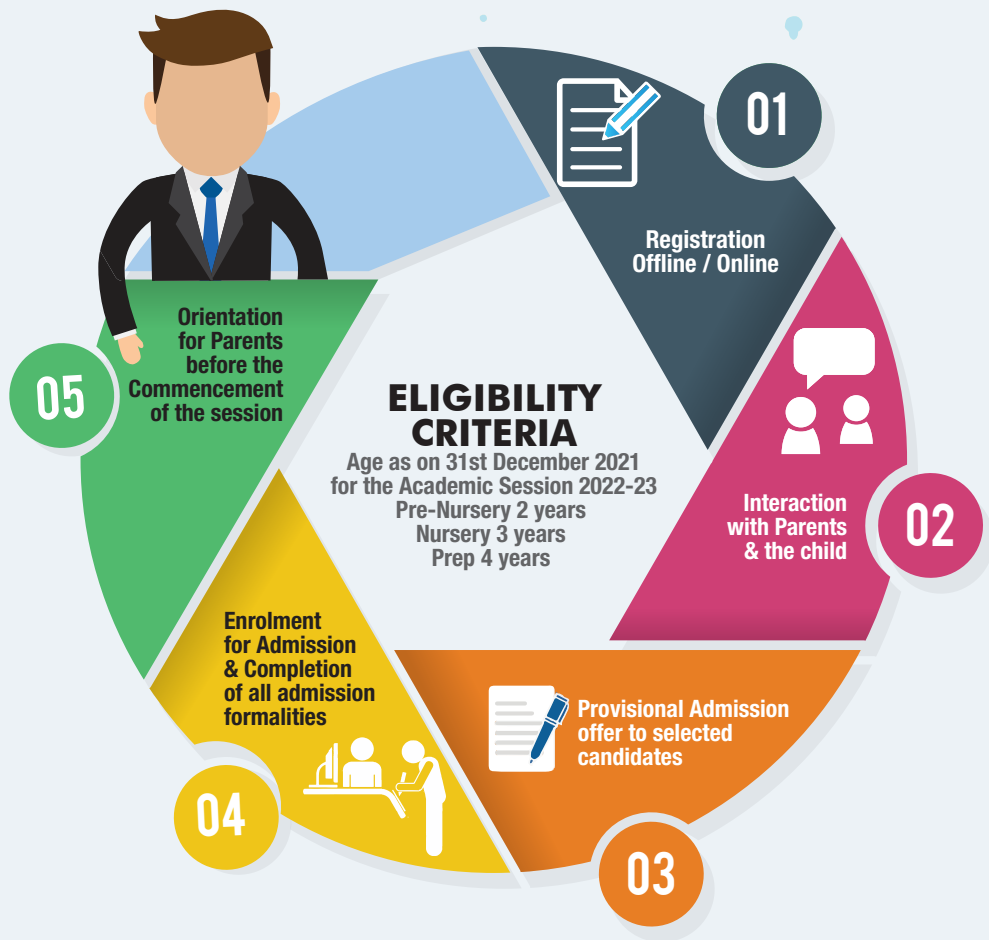 01
Registration
Offline / Online
02
Interaction
with Parents
& the child
03
Provisional Admission
offer to selected
candidates
04
Enrolment
for Admission
& Completion
of all admission
formalities
05
Orientation
for Parents
before the
Commencement
of the session
ELIGIBILITY
CRITERIA
Age as on 31st December 2021
for the Academic Session 2022-23
Pre-Nursery 2 years
Nursery 3 years
Prep 4 years